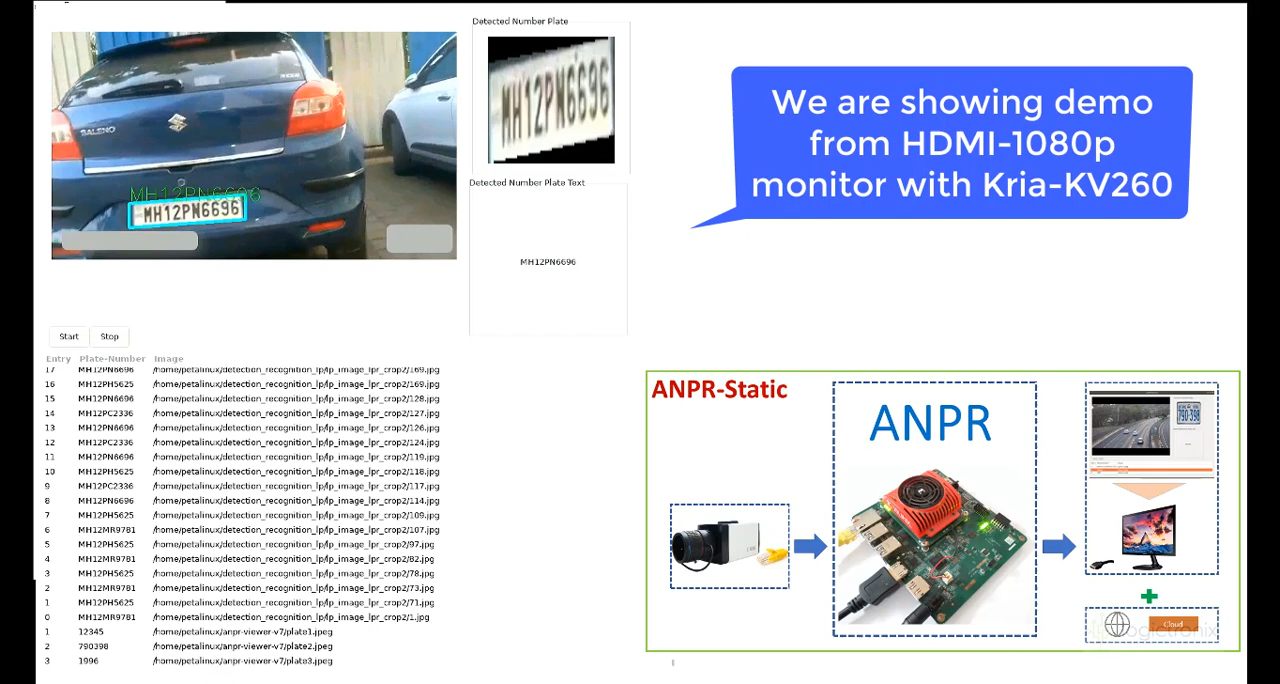 Detected Number Plate
BALENO
MH12PN6696
MH12PN6696
MH12PN6696
Detected Number Plate Text
MH12PN6696
We are showing demo
from HDMI-1080p
monitor with Kria-KV260
Start Stop
Entry Plate-Number Image
17 MH12PN6696 /home/petalinux/detection_recognition_lp/lp_image_lpr_crop2/169.jpg
16 MH12PH5625 /home/petalinux/detection_recognition_lp/lp_image_lpr_crop2/169.jpg
15 MH12PN6696 /home/petalinux/detection_recognition_lp/lp_image_lpr_crop2/128.jpg
14 MH12PC2336 /home/petalinux/detection_recognition_lp/lp_image_lpr_crop2/127.jpg
13 MH12PN6696 /home/petalinux/detection_recognition_lp/lp_image_lpr_crop2/126.jpg
12 MH12PC2336 /home/petalinux/detection_recognition_lp/lp_image_lpr_crop2/124.jpg
11 MH12PN6696 /home/petalinux/detection_recognition_lp/lp_image_lpr_crop2/119.jpg
10 MH12PH5625 /home/petalinux/detection_recognition_lp/lp_image_lpr_crop2/118.jpg
9 MH12PC2336 /home/petalinux/detection_recognition_lp/lp_image_lpr_crop2/117.jpg
8 MH12PN6696 /home/petalinux/detection_recognition_lp/lp_image_lpr_crop2/114.jpg
7 MH12PH5625 /home/petalinux/detection_recognition_lp/lp_image_lpr_crop2/109.jpg
6 MH12MR9781 /home/petalinux/detection_recognition_lp/lp_image_lpr_crop2/107.jpg
5 MH12PH5625 /home/petalinux/detection_recognition_lp/lp_image_lpr_crop2/97.jpg
4 MH12MR9781 /home/petalinux/detection_recognition_lp/lp_image_lpr_crop2/82.jpg
3 MH12PH5625 /home/petalinux/detection_recognition_lp/lp_image_lpr_crop2/78.jpg
2 MH12MR9781 /home/petalinux/detection_recognition_lp/lp_image_lpr_crop2/73.jpg
1 MH12PH5625 /home/petalinux/detection_recognition_lp/lp_image_lpr_crop2/71.jpg
0 MH12MR9781 /home/petalinux/detection_recognition_lp/lp_image_lpr_crop2/1.jpg
1 12345 /home/petalinux/anpr-viewer-v7/plate1.jpeg
2 790398 /home/petalinux/anpr-viewer-v7/plate2.jpeg
3 1996 /home/petalinux/anpr-viewer-v7/plate3.jpeg
ANPR-Static
ANPR
790-398
Cloud
logictronix